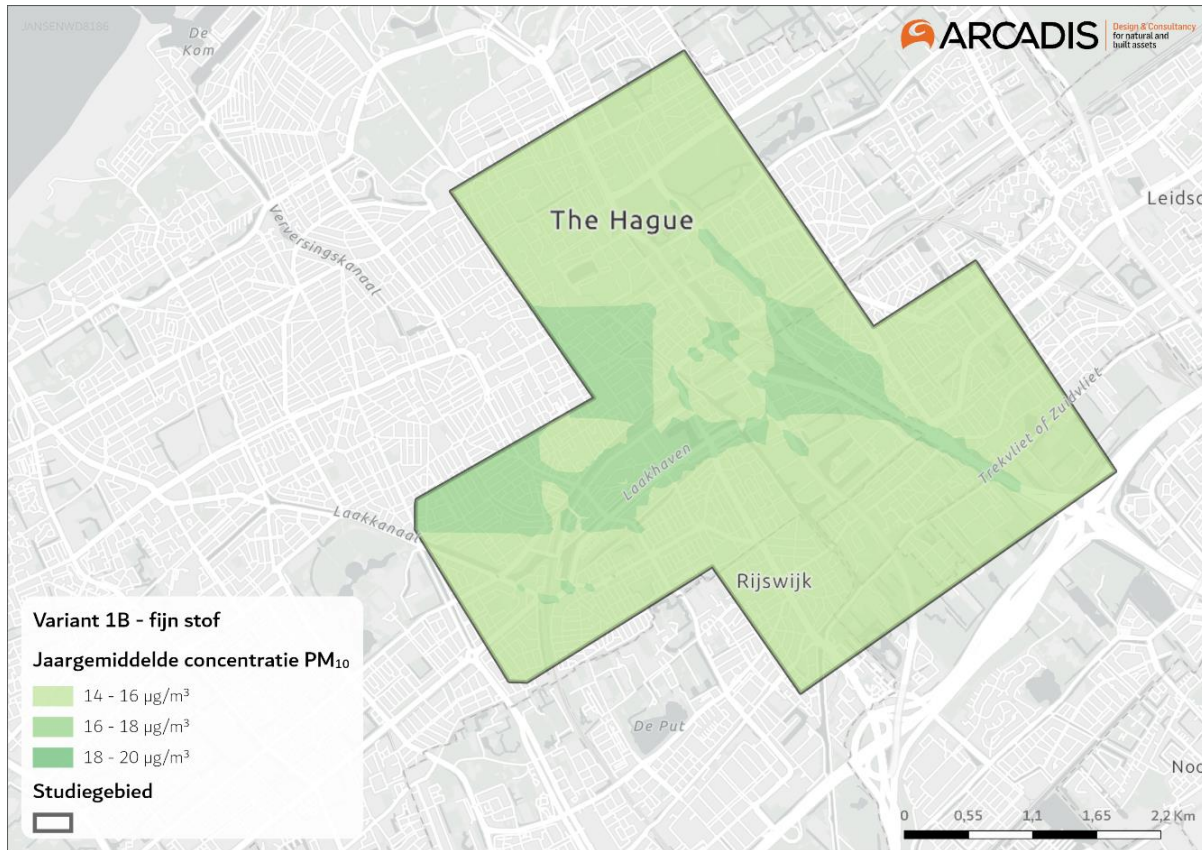 JANSENWD8186
De
Kom
ARCADIS
Design & Consultancy
for natural and
built assets
Leidsc
The Hague
Ververskanaal
Laakhaven
Trekvliet of Zuidvliet
Laakkanaal
Rijswijk
De Put
Noo
Variant 1B - fijn stof
Jaargemiddelde concentratie PM₁₀
14 - 16 µg/m³
16 - 18 µg/m³
18 - 20 µg/m³
Studiegebied
0 0,55 1,1 1,65 2,2 Km